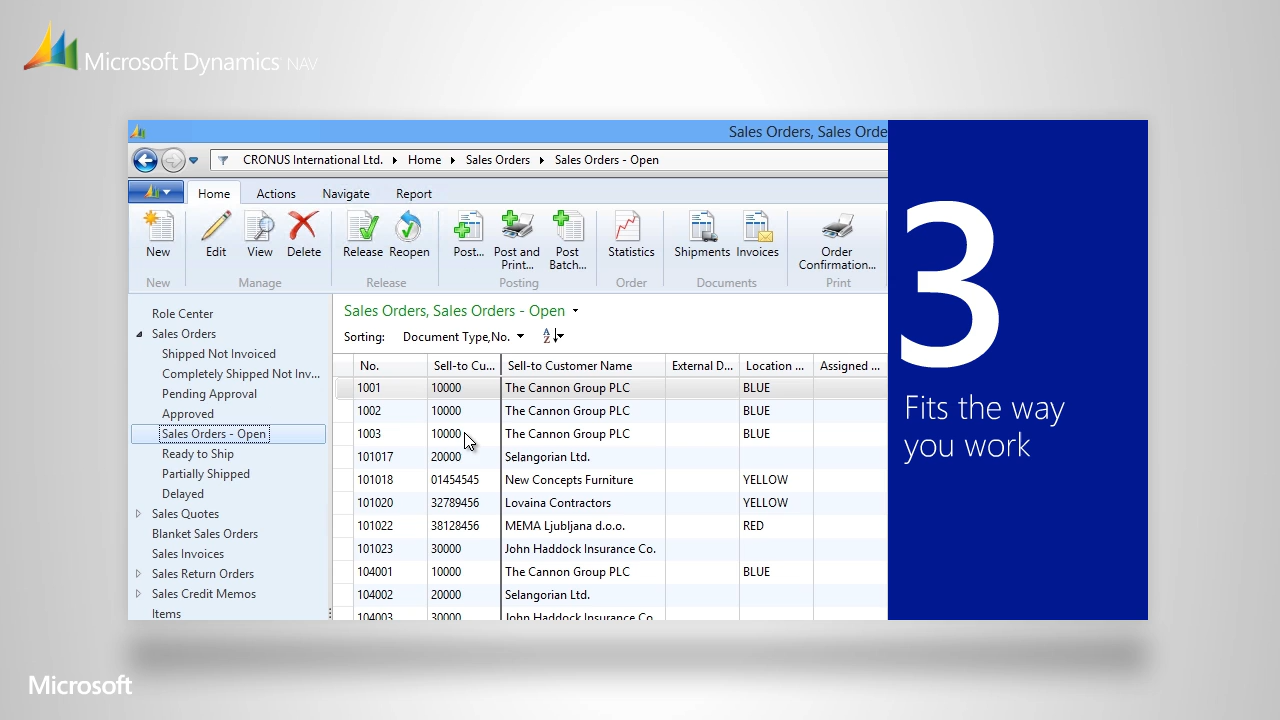 Microsoft Dynamics NAV
Sales Orders, Sales Orde
CRONUS International Ltd. Home Sales Orders Sales Orders - Open
Home Actions Navigate Report
New Edit View Delete Release Reopen Post... Post and Print... Post Batch... Statistics Shipments Invoices Order Confirmation...
New Manage Release Posting Order Documents Print
Role Center
Sales Orders
Shipped Not Invoiced
Completely Shipped Not Inv...
Pending Approval
Approved
Sales Orders - Open
Ready to Ship
Partially Shipped
Delayed
Sales Quotes
Blanket Sales Orders
Sales Invoices
Sales Return Orders
Sales Credit Memos
Items
Sales Orders, Sales Orders - Open
Sorting: Document Type,No. A Z
No. Sell-to Cu... Sell-to Customer Name External D... Location ... Assigned ...
1001 10000 The Cannon Group PLC BLUE
1002 10000 The Cannon Group PLC BLUE
1003 10000 The Cannon Group PLC BLUE
101017 20000 Selangorian Ltd.
101018 01454545 New Concepts Furniture YELLOW
101020 32789456 Lovaina Contractors YELLOW
101022 38128456 MEMA Ljubljana d.o.o. RED
101023 30000 John Haddock Insurance Co.
104001 10000 The Cannon Group PLC BLUE
104002 20000 Selangorian Ltd.
104003 30000 John Haddock Insurance Co.
3
Fits the way
you work
Microsoft